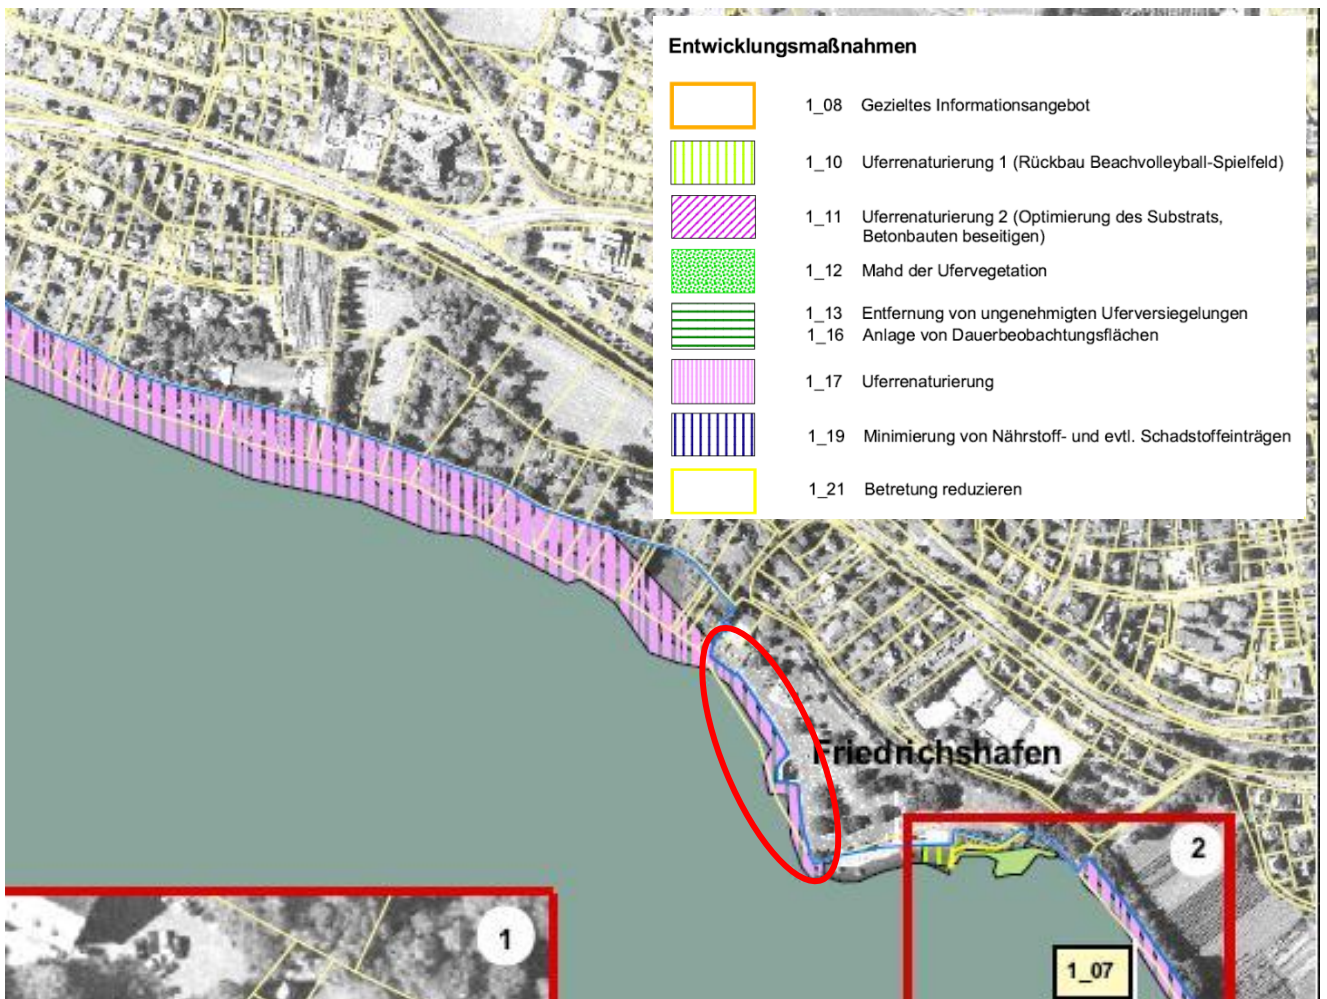 Entwicklungsmaßnahmen
1_08 Gezieltes Informationsangebot
1_10 Uferrenaturierung 1 (Rückbau Beachvolleyball-Spielfeld)
1_11 Uferrenaturierung 2 (Optimierung des Substrats,
Betonbauten beseitigen)
1_12 Mahd der Ufervegetation
1_13 Entfernung von ungenehmigten Uferversiegelungen
1_16 Anlage von Dauerbeobachtungsflächen
1_17 Uferrenaturierung
1_19 Minimierung von Nährstoff- und evtl. Schadstoffeinträgen
1_21 Betretung reduzieren
Friedrichshafen
2
1
1_07